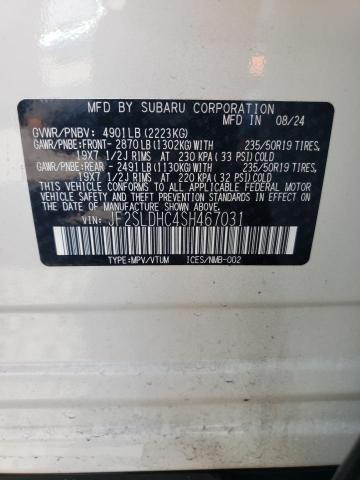 MFD. BY SUBARU CORPORATION
GVWR/PNBV: 4901LB(2223KG) MFD IN 08/24
GAWR/PNBE:FRONT- 2870LB(1302KG)WITH 235/50R19 TIRES,
19X7 1/2J RIMS AT 230 KPA(33 PSI)COLD
GAWR/PNBE:REAR - 2491LB(1130KG)WITH 235/50R19 TIRES,
19X7 1/2J RIMS AT 220 KPA(32 PSI)COLD
THIS VEHICLE CONFORMS TO ALL APPLICABLE FEDERAL MOTOR
VEHICLE SAFETY, BUMPER, AND THEFT PREVENTION STANDARDS
IN EFFECT ON THE DATE OF MANUFACTURE SHOWN ABOVE.
VIN: JF2SLDHC4SH467031
TYPE:MPV/VTUM ICES/NMB-002